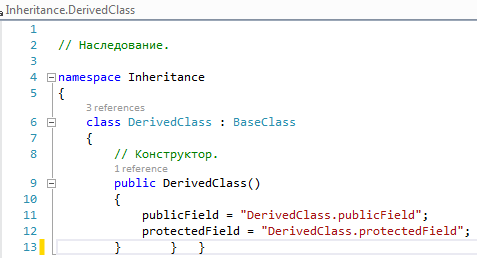 Inheritance.DerivedClass
1
2 // Наследование.
3
4 namespace Inheritance
5 {
3 references
6 class DerivedClass : BaseClass
7 {
8 // Конструктор.
1 reference
9 public DerivedClass()
10 {
11 publicField = "DerivedClass.publicField";
12 protectedField = "DerivedClass.protectedField";
13 } } }